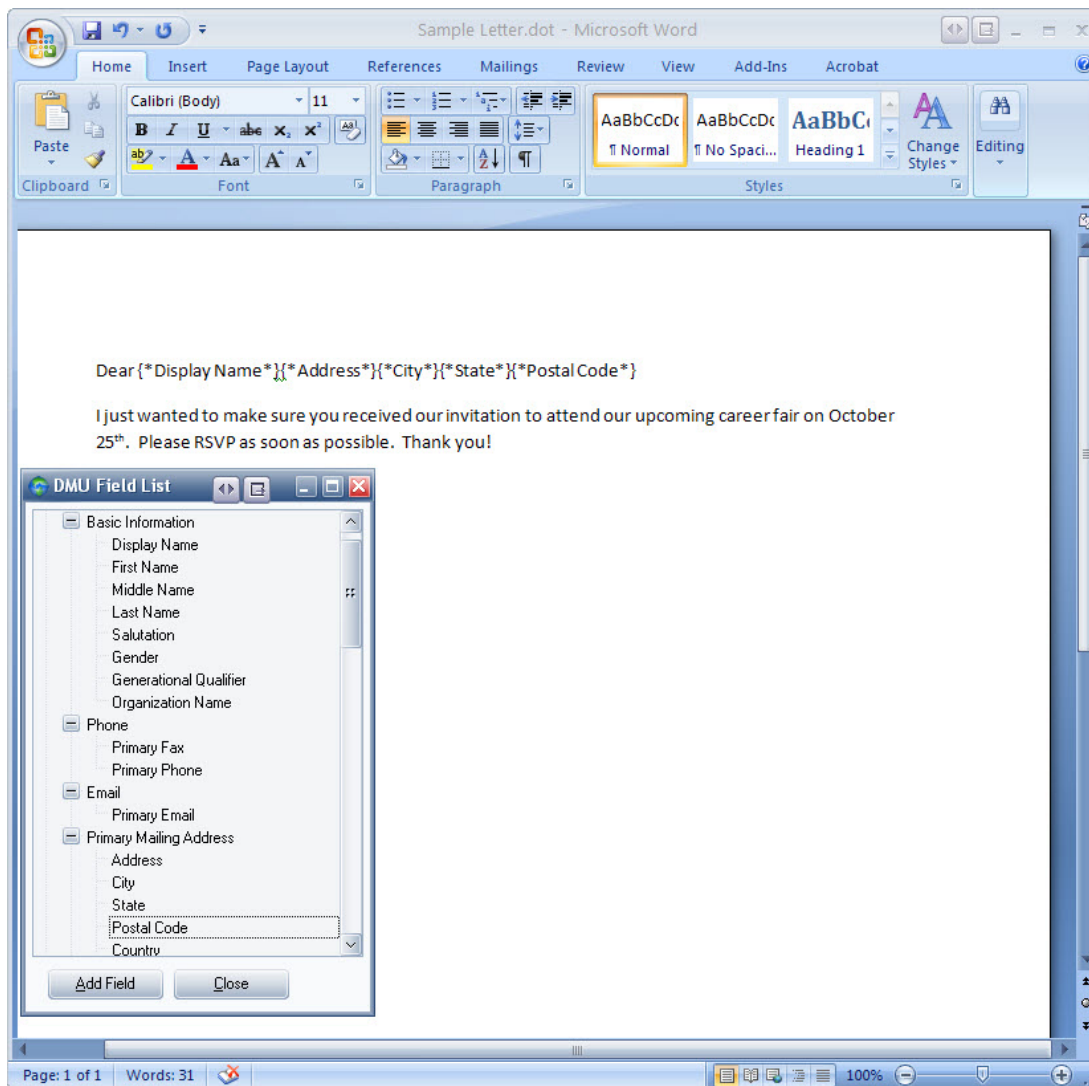 Sample Letter.dot - Microsoft Word
Home Insert Page Layout References Mailings Review View Add-Ins Acrobat
Calibri (Body) 11
AaBbCcDc AaBbCcDc AaBbC
Paste
B I U abe X₂ X² Aa
¶ Normal ¶ No Spaci... Heading 1
Change Styles
Editing
ab A Aa A A
Clipboard Font Paragraph Styles
Dear {*Display Name*}{*Address*}{*City*}{*State*}{*Postal Code*}
I just wanted to make sure you received our invitation to attend our upcoming career fair on October
25th. Please RSVP as soon as possible. Thank you!
DMU Field List
Basic Information
Display Name
First Name
Middle Name
Last Name
Salutation
Gender
Generational Qualifier
Organization Name
Phone
Primary Fax
Primary Phone
Email
Primary Email
Primary Mailing Address
Address
City
State
Postal Code
Country
Add Field Close
Page: 1 of 1 Words: 31 100%